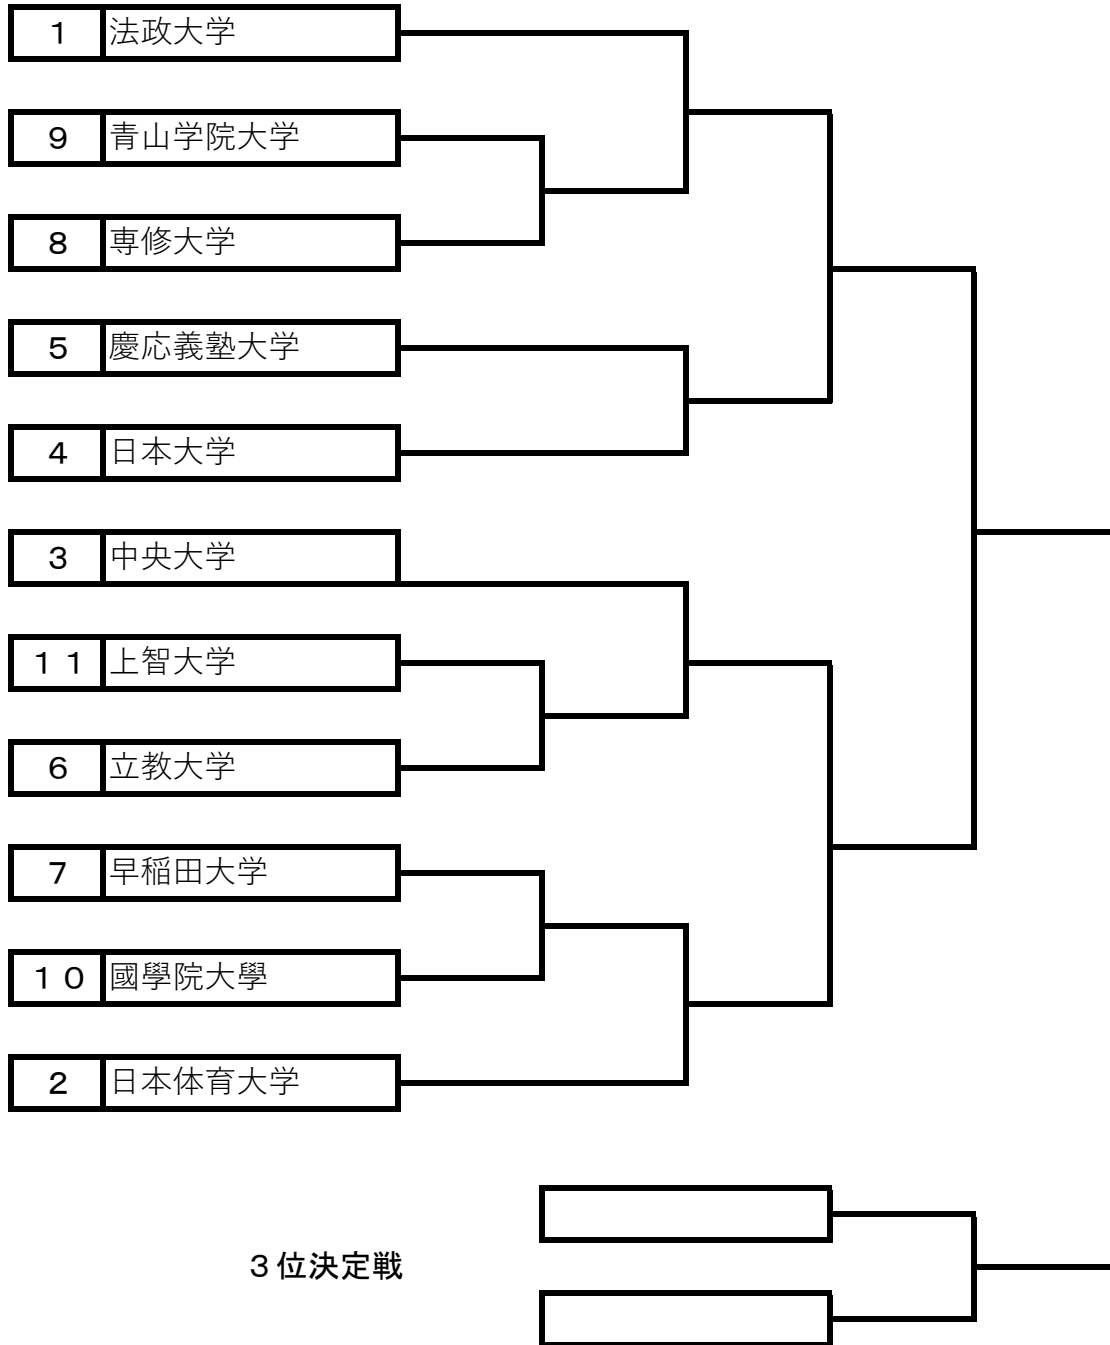 1 法政大学
9 青山学院大学
8 専修大学
5 慶応義塾大学
4 日本大学
3 中央大学
11 上智大学
6 立教大学
7 早稲田大学
10 國學院大學
2 日本体育大学
3位決定戦